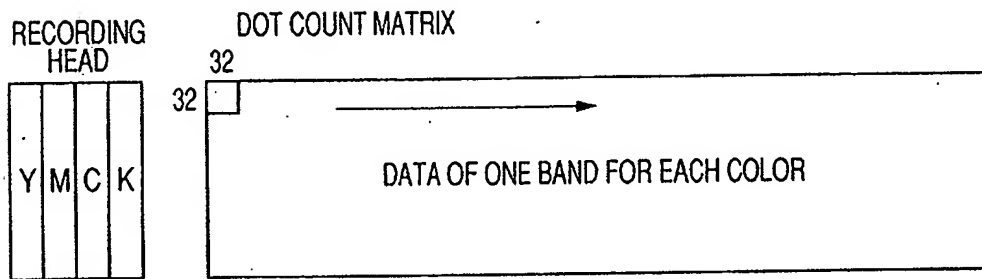 RECORDING
HEAD
DOT COUNT MATRIX
32
32
Y M C K
DATA OF ONE BAND FOR EACH COLOR